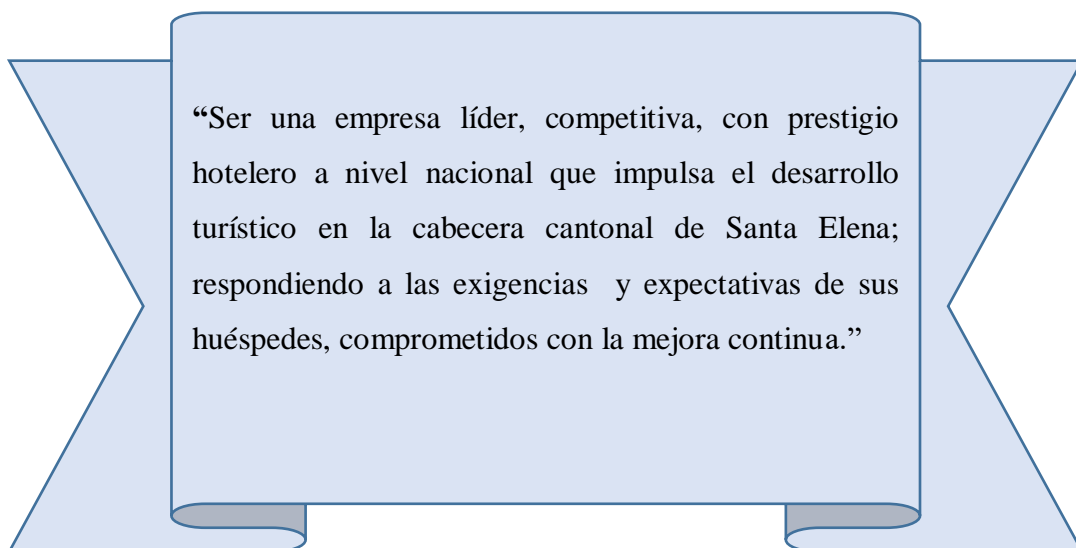 “Ser una empresa líder, competitiva, con prestigio
hotelero a nivel nacional que impulsa el desarrollo
turístico en la cabecera cantonal de Santa Elena;
respondiendo a las exigencias  y expectativas de sus
huéspedes, comprometidos con la mejora continua.”